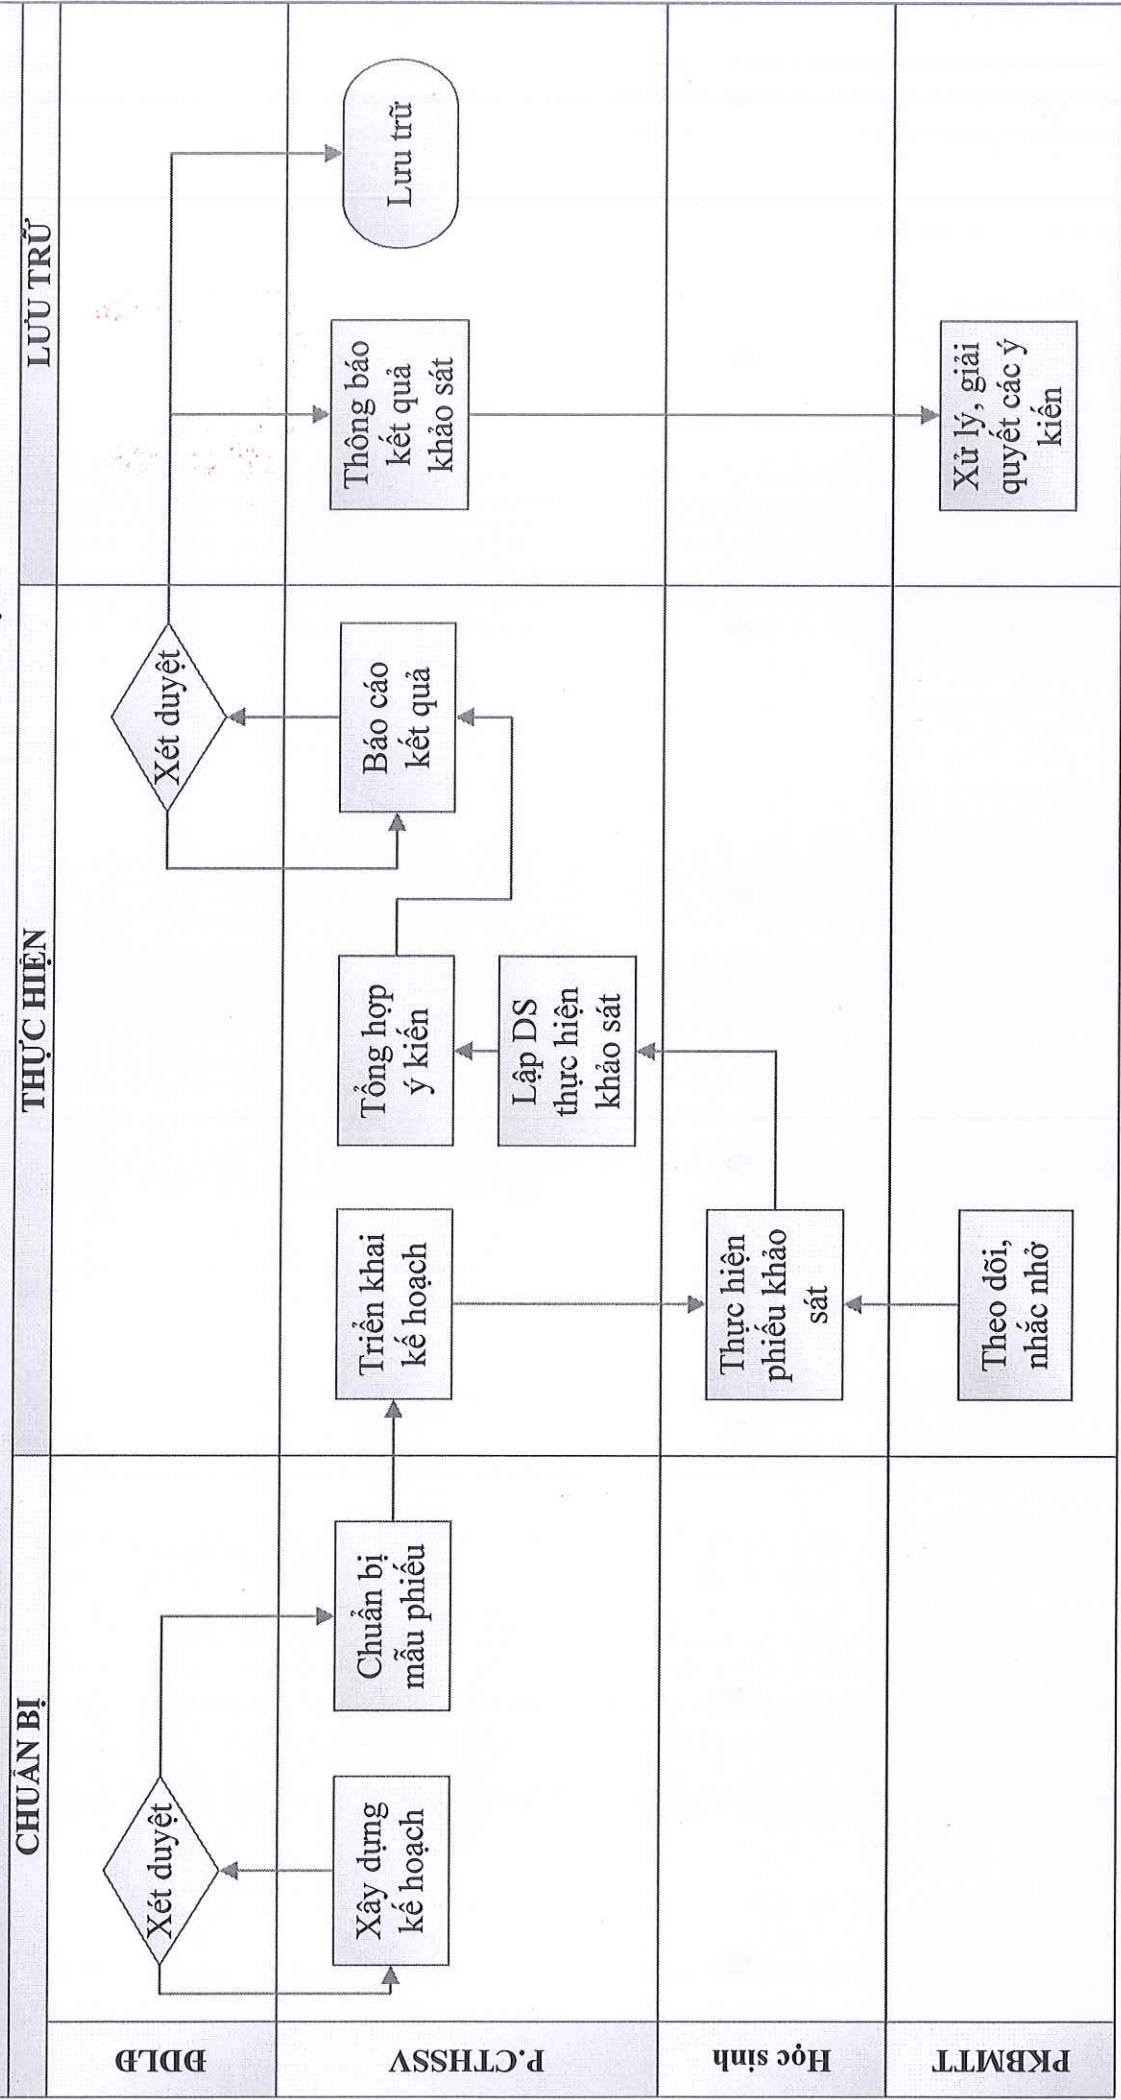 CHUẨN BỊ
THỰC HIỆN
LƯU TRỮ
ĐDLĐ
Xét duyệt
Xét duyệt
P.CTHSSV
Xây dựng
kế hoạch
Chuẩn bị
mẫu phiếu
Triển khai
kế hoạch
Tổng hợp
ý kiến
Lập DS
thực hiện
khảo sát
Báo cáo
kết quả
Thông báo
kết quả
khảo sát
Lưu trữ
Học sinh
Thực hiện
phiếu khảo
sát
PKBMTT
Theo dõi,
nhắc nhở
Xử lý, giải
quyết các ý
kiến